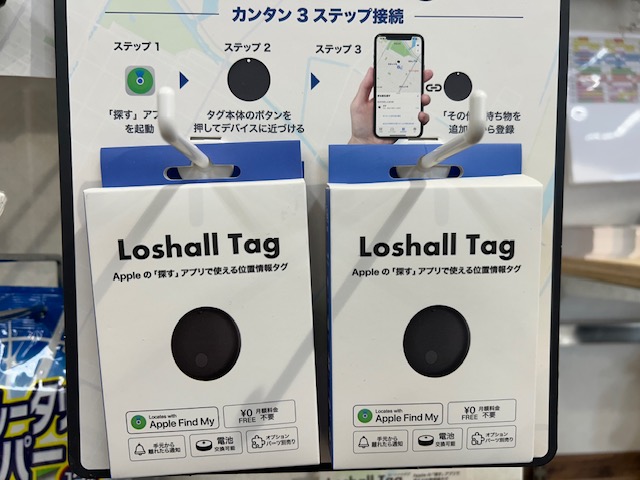 カンタン3ステップ接続
ステップ1
ステップ2
ステップ3
「探す」アプ
を起動
タグ本体のボタンを
押してデバイスに近づける
「その他
持ち物を
追加
から登録
Loshall Tag
Appleの「探す」アプリで使える位置情報タグ
Locates with
Apple Find My
¥0
FREE
月額料金
不要
手元から
離れたら通知
電池
交換可能
オプション
パーツ別売り
Loshall Tag
Appleの「探す」アプリで使える位置情報タグ
Locates with
Apple Find My
¥0
FREE
月額料金
不要
手元から
離れたら通知
電池
交換可能
オプション
パーツ別売り
ータッ
パー
Loshall Tag